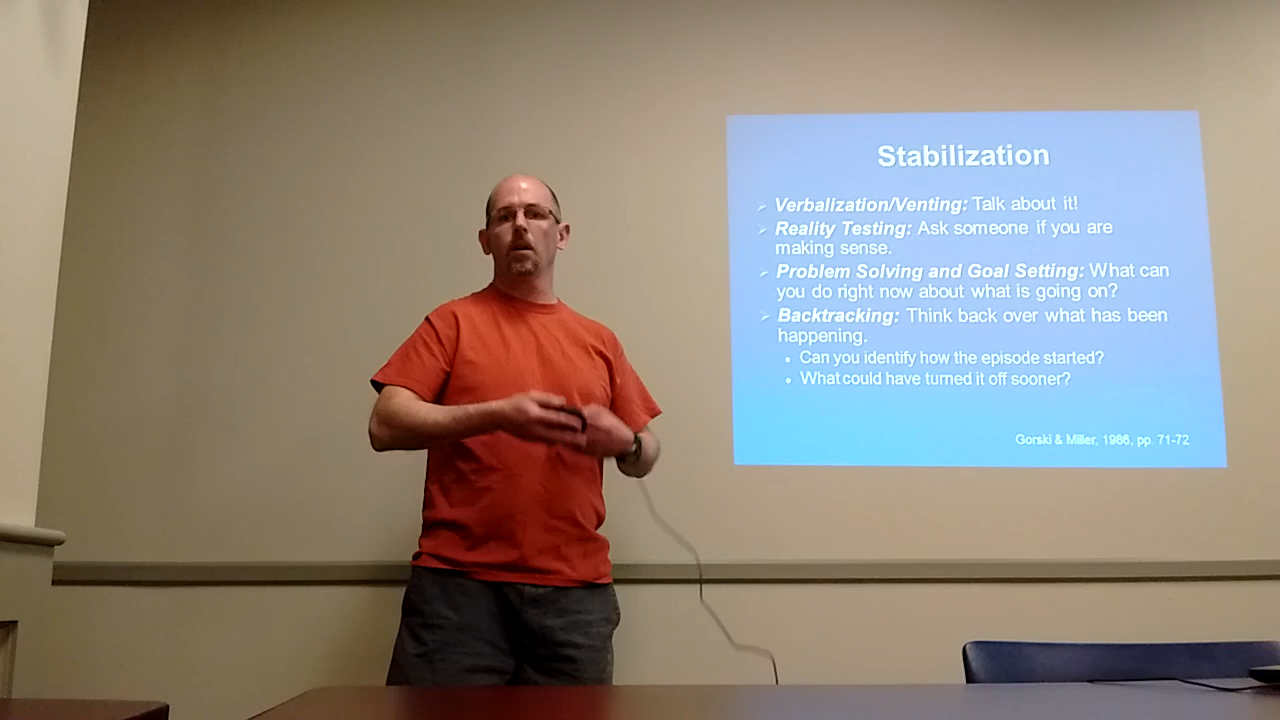 Stabilization
Verbalization/Venting: Talk about it!
Reality Testing: Ask someone if you are
making sense.
Problem Solving and Goal Setting: What can
you do right now about what is going on?
Backtracking: Think back over what has been
happening.
Can you identify how the episode started?
What could have turned it off sooner?
Gorski & Miller, 1986, pp. 71-72